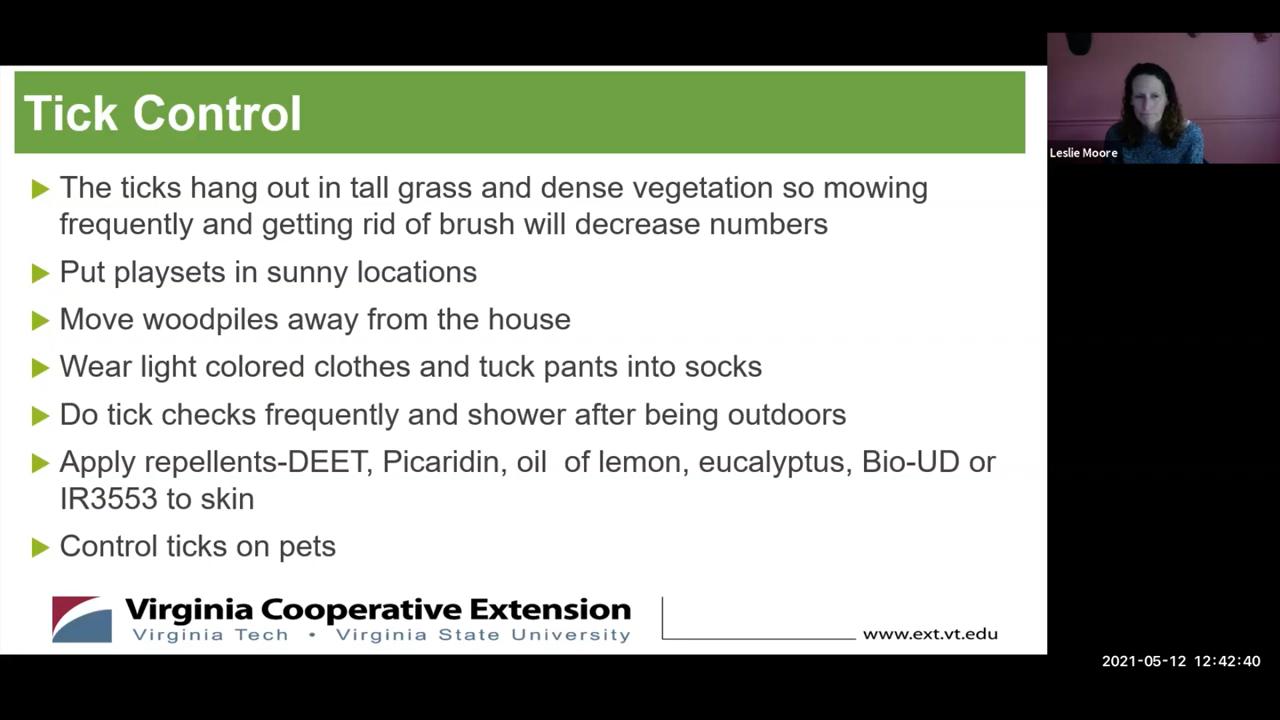 Tick Control
The ticks hang out in tall grass and dense vegetation so mowing
frequently and getting rid of brush will decrease numbers
Put playsets in sunny locations
Move woodpiles away from the house
Wear light colored clothes and tuck pants into socks
Do tick checks frequently and shower after being outdoors
Apply repellents-DEET, Picaridin, oil  of lemon, eucalyptus, Bio-UD or
IR3553 to skin
Control ticks on pets
Virginia Cooperative Extension
Virginia Tech • Virginia State University
www.ext.vt.edu
Leslie Moore
2021-05-12 12:42:40